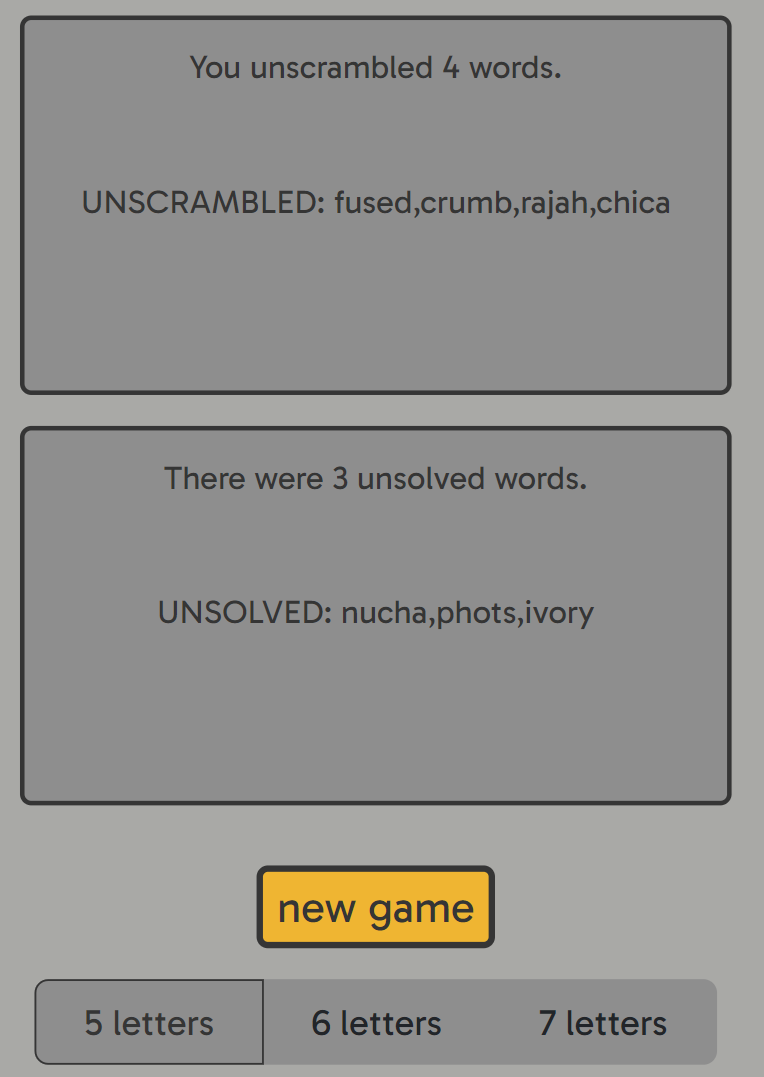 You unscrambled 4 words.
UNSCRAMBLED: fused,crumb,rajah,chica
There were 3 unsolved words.
UNSOLVED: nucha,phots,ivory
new game
5 letters
6 letters
7 letters